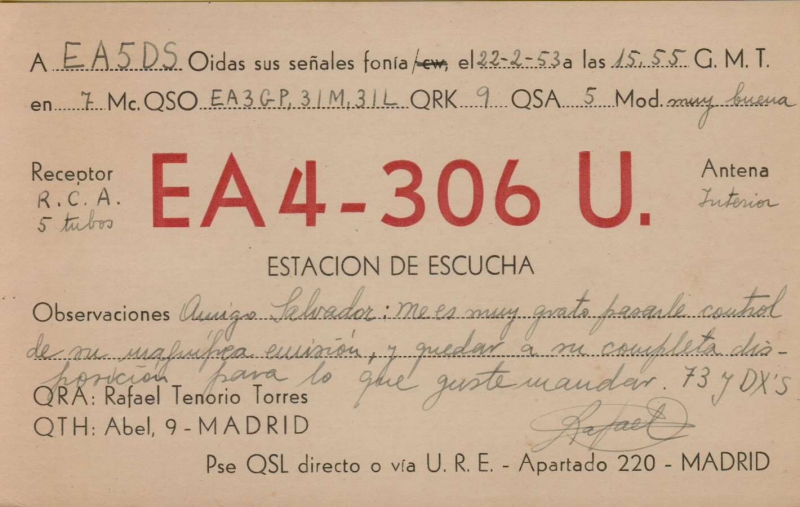 A EA5DS Oidas sus señales fonía/cw, el 22-2-53 a las 15,55 G. M. T.
en 7 Mc. QSO EA3GP, 31M, 31L QRK 9 QSA 5 Mod. muy buena
Receptor
R. C. A.
5 tubos
EA4-306 U.
Antena
Interior
ESTACION DE ESCUCHA
Observaciones Amigo Salvador: me es muy grato pasarle control
de su magnífica emisión, y quedar a su completa dis-
posición para lo que guste mandar. 73 y DX'S
QRA: Rafael Tenorio Torres
QTH: Abel, 9 - MADRID
Rafael
Pse QSL directo o vía U. R. E. - Apartado 220 - MADRID